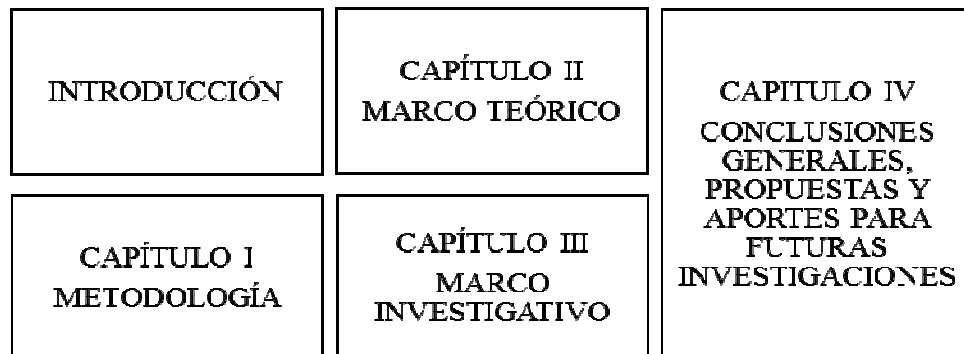 INTRODUCCIÓN
CAPÍTULO I
METODOLOGÍA
CAPÍTULO II
MARCO TEÓRICO
CAPÍTULO III
MARCO
INVESTIGATIVO
CAPITULO IV
CONCLUSIONES
GENERALES,
PROPUESTAS Y
APORTES PARA
FUTURAS
INVESTIGACIONES